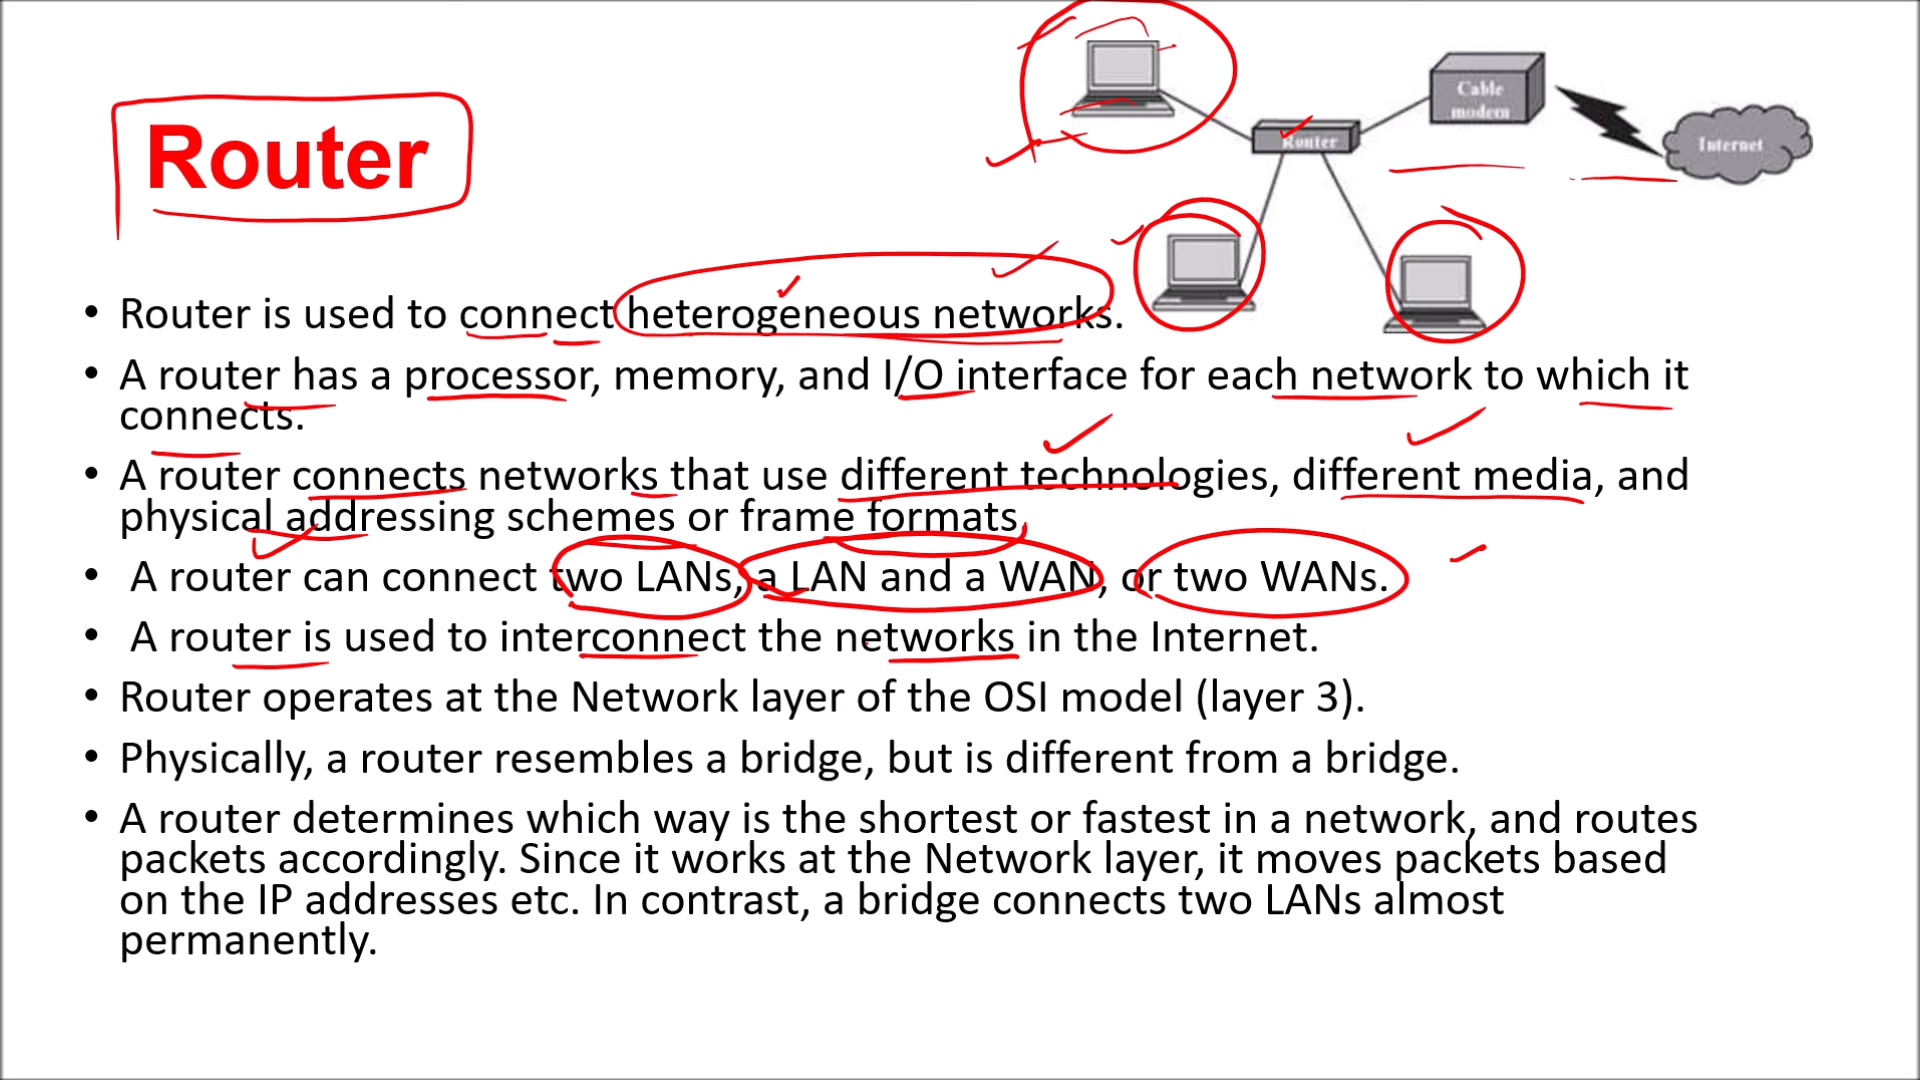 Cable
modem
Router
Internet
Router
• Router is used to connect heterogeneous networks.
• A router has a processor, memory, and I/O interface for each network to which it
connects.
• A router connects networks that use different technologies, different media, and
physical addressing schemes or frame formats.
• A router can connect two LANs, a LAN and a WAN, or two WANs.
• A router is used to interconnect the networks in the Internet.
• Router operates at the Network layer of the OSI model (layer 3).
• Physically, a router resembles a bridge, but is different from a bridge.
• A router determines which way is the shortest or fastest in a network, and routes
packets accordingly. Since it works at the Network layer, it moves packets based
on the IP addresses etc. In contrast, a bridge connects two LANs almost
permanently.